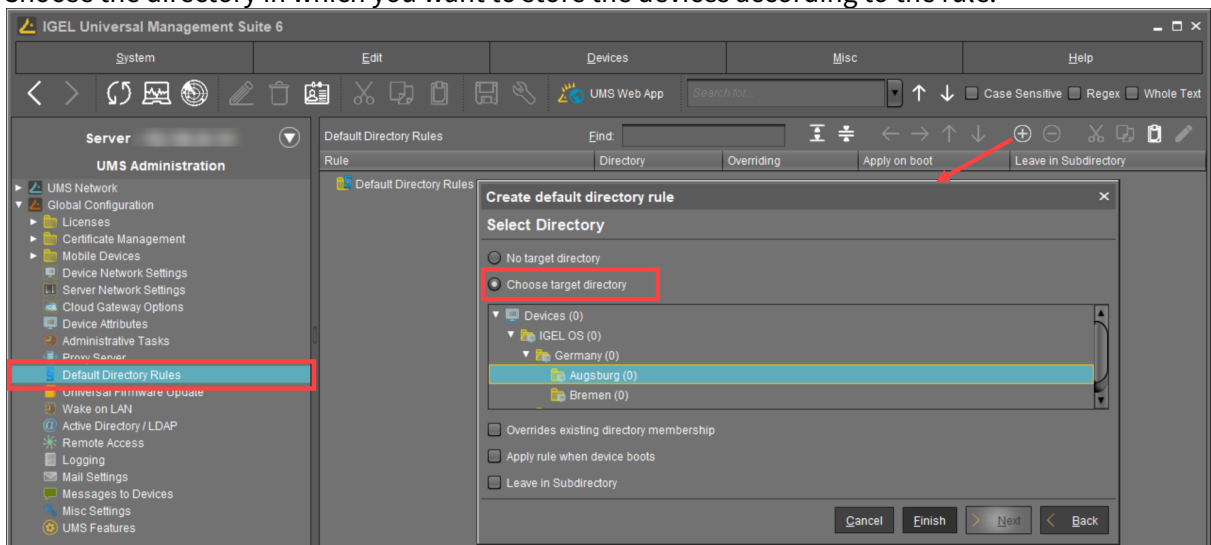 Choose the directory in which you want to store the devices according to the rule.
IGEL Universal Management Suite 6
System Edit Devices Misc Help
UMS Web App Search for... Case Sensitive Regex Whole Text
Server
UMS Administration
UMS Network
Global Configuration
Licenses
Certificate Management
Mobile Devices
Device Network Settings
Server Network Settings
Cloud Gateway Options
Device Attributes
Administrative Tasks
Proxy Server
Default Directory Rules
Universal Firmware Update
Wake on LAN
Active Directory / LDAP
Remote Access
Logging
Mail Settings
Messages to Devices
Misc Settings
UMS Features
Default Directory Rules Find:
Rule Directory Overriding Apply on boot Leave in Subdirectory
Default Directory Rules
Create default directory rule
Select Directory
No target directory
Choose target directory
Devices (0)
IGEL OS (0)
Germany (0)
Augsburg (0)
Bremen (0)
Overrides existing directory membership
Apply rule when device boots
Leave in Subdirectory
Cancel Finish > Next < Back